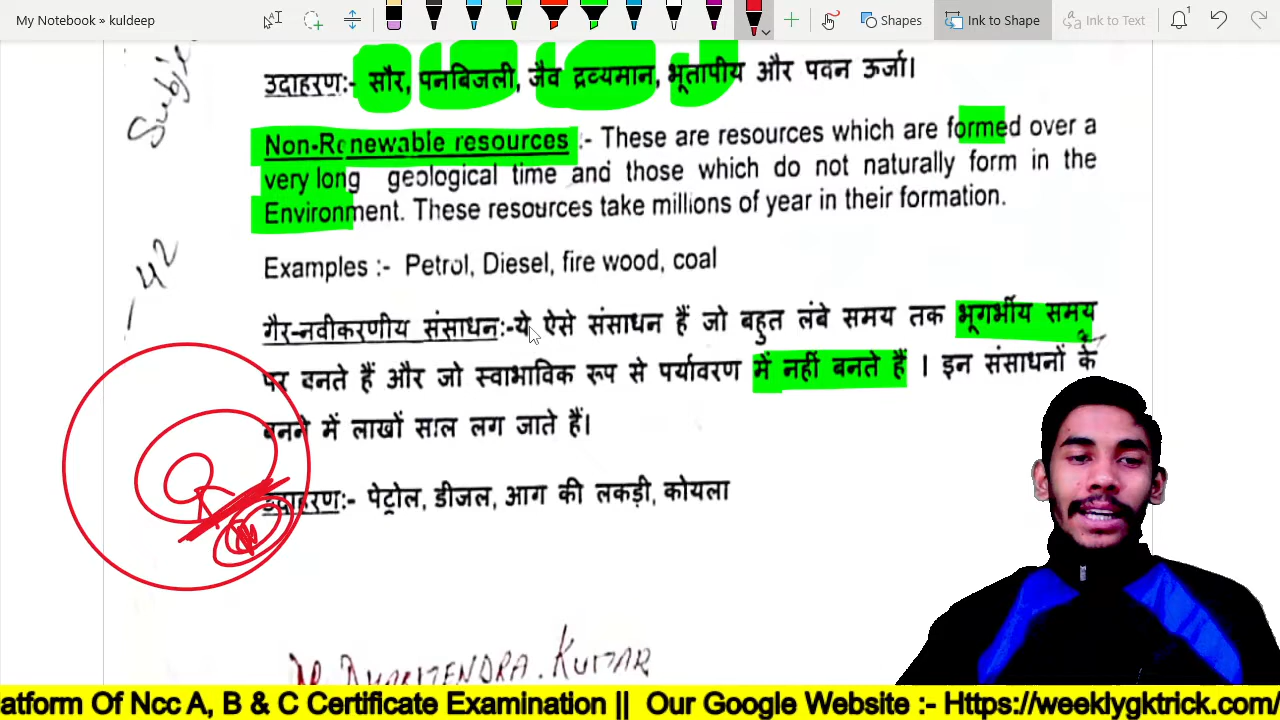 My Notebook » kuldeep
Shapes
Ink to Shape
Ink to Text
Subje
उदाहरण:- सौर, पनबिजली, जैव द्रव्यमान, भूतापीय और पवन ऊर्जा।
Non-Renewable resources :- These are resources which are formed over a
very long geological time and those which do not naturally form in the
Environment. These resources take millions of year in their formation.
42
Examples :- Petrol, Diesel, fire wood, coal
गैर-नवीकरणीय संसाधन:-ये ऐसे संसाधन हैं जो बहुत लंबे समय तक भूगर्भीय समय
पर बनते हैं और जो स्वाभाविक रूप से पर्यावरण में नहीं बनते हैं । इन संसाधनों के
बनने में लाखों साल लग जाते हैं।
उदाहरण:- पेट्रोल, डीजल, आग की लकड़ी, कोयला
KUMAR
atform Of Ncc A, B & C Certificate Examination || Our Google Website :- Https://weeklygktrick.com/